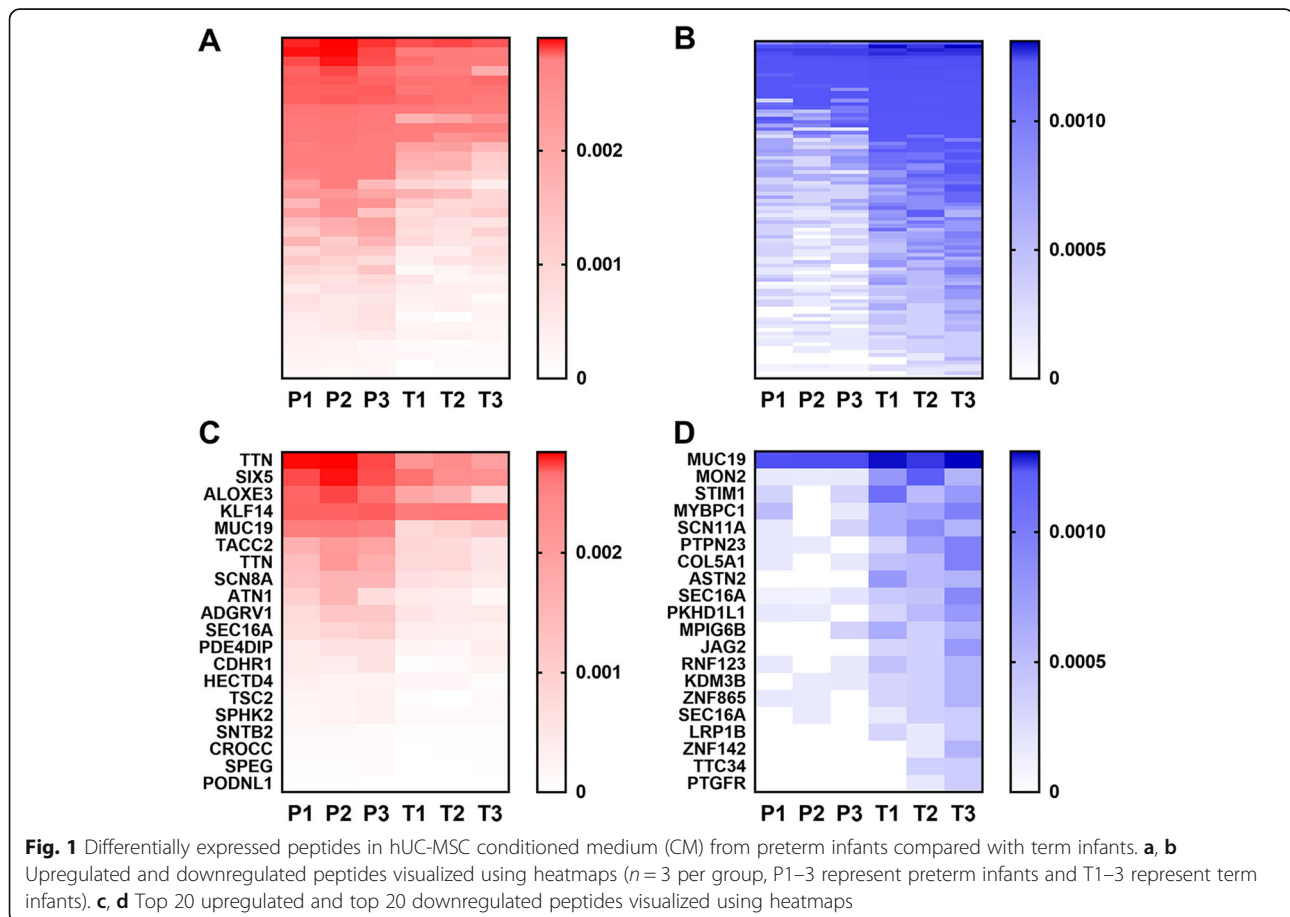 A
0.002
0.001
0
P1 P2 P3 T1 T2 T3
B
0.0010
0.0005
0
P1 P2 P3 T1 T2 T3
C
TTN
SIX5
ALOXE3
KLF14
MUC19
TACC2
TTN
SCN8A
ATN1
ADGRV1
SEC16A
PDE4DIP
CDHR1
HECTD4
TSC2
SPHK2
SNTB2
CROCC
SPEG
PODNL1
0.002
0.001
0
P1 P2 P3 T1 T2 T3
D
MUC19
MON2
STIM1
MYBPC1
SCN11A
PTPN23
COL5A1
ASTN2
SEC16A
PKHD1L1
MPIG6B
JAG2
RNF123
KDM3B
ZNF865
SEC16A
LRP1B
ZNF142
TTC34
PTGFR
0.0010
0.0005
0
P1 P2 P3 T1 T2 T3
Fig. 1 Differentially expressed peptides in hUC-MSC conditioned medium (CM) from preterm infants compared with term infants. a, b
Upregulated and downregulated peptides visualized using heatmaps (n = 3 per group, P1–3 represent preterm infants and T1–3 represent term
infants). c, d Top 20 upregulated and top 20 downregulated peptides visualized using heatmaps